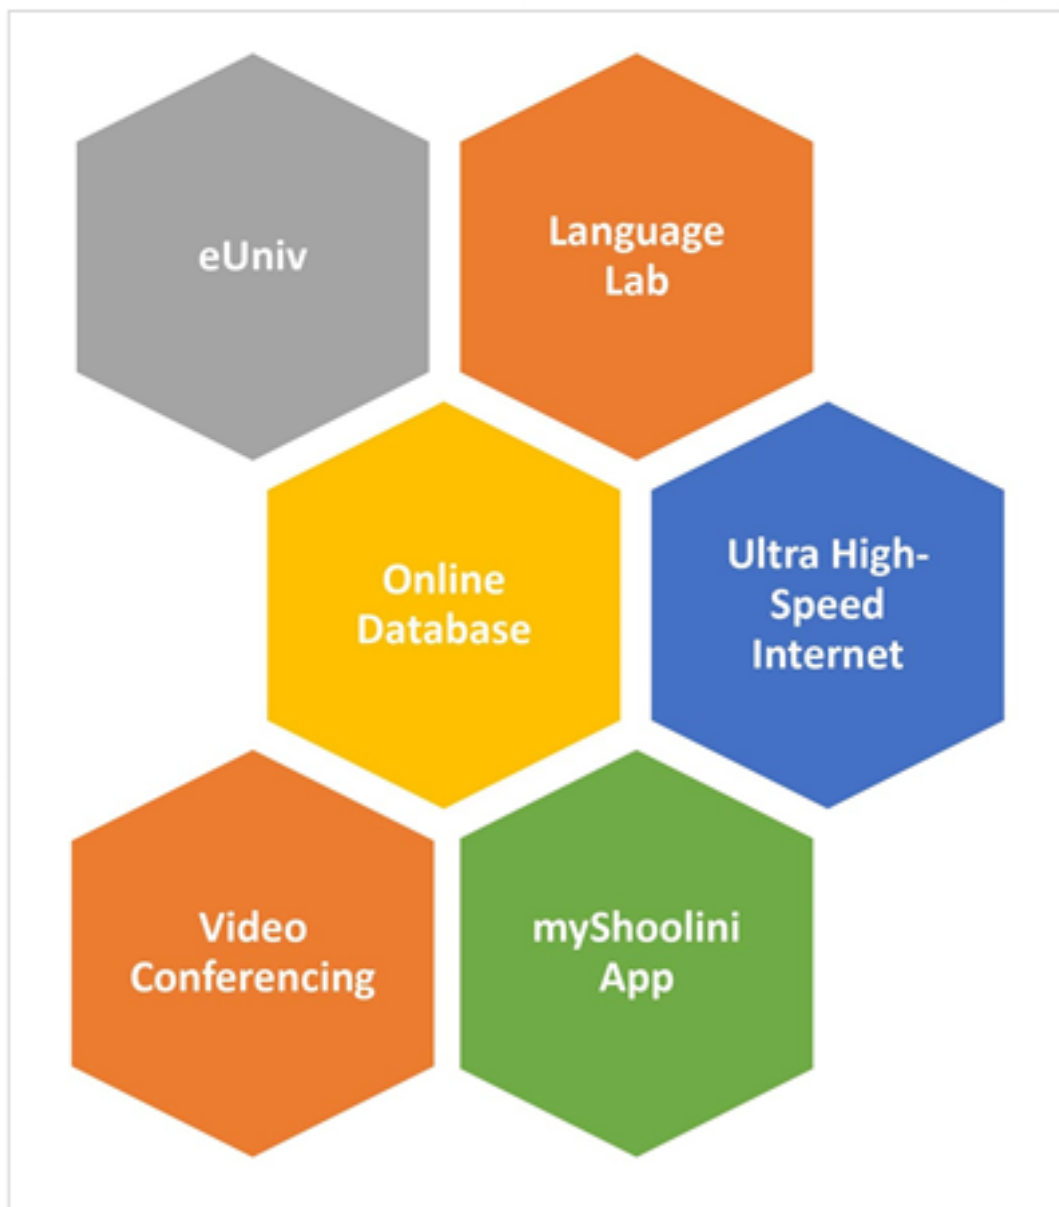 eUniv
Language
Lab
Online
Database
Ultra High-
Speed
Internet
Video
Conferencing
myShoolini
App